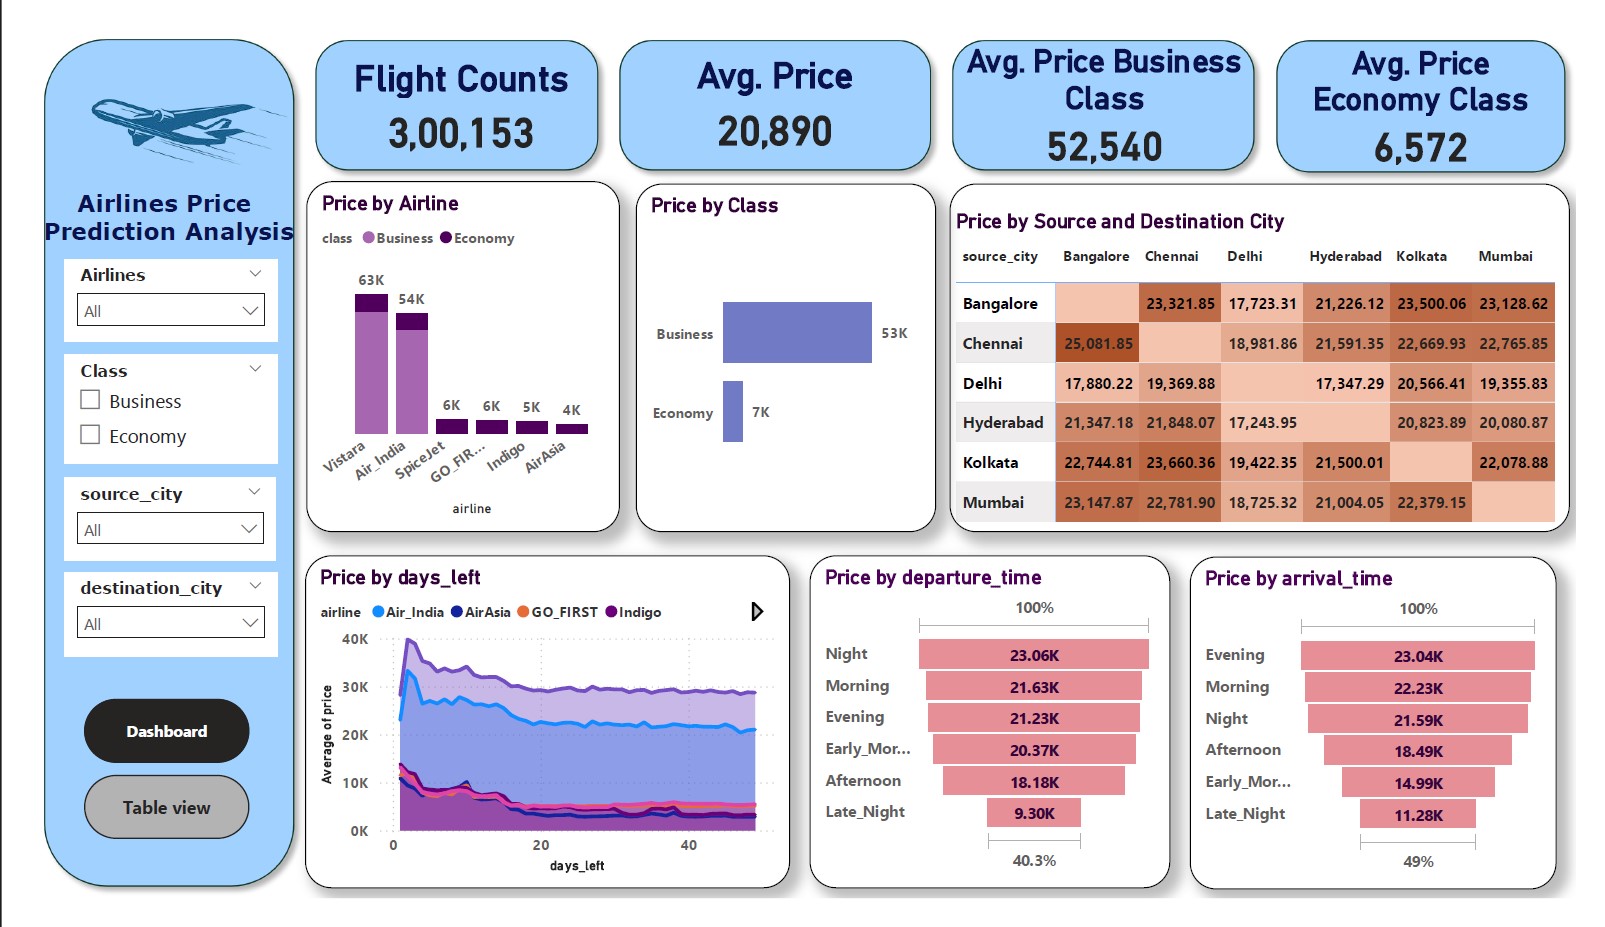 Airlines Price
Prediction Analysis
Airlines
All
Class
Business
Economy
source_city
All
destination_city
All
Dashboard
Table view
Flight Counts
3,00,153
Avg. Price
20,890
Avg. Price Business
Class
52,540
Avg. Price
Economy Class
6,572
Price by Airline
class Business Economy
63K
54K
6K
6K
5K
4K
Vistara
Air_India
SpiceJet
GO_FIR...
Indigo
AirAsia
airline
Price by Class
Business 53K
Economy 7K
Price by Source and Destination City
source_city Bangalore Chennai Delhi Hyderabad Kolkata Mumbai
Bangalore 23,321.85 17,723.31 21,226.12 23,500.06 23,128.62
Chennai 25,081.85 18,981.86 21,591.35 22,669.93 22,765.85
Delhi 17,880.22 19,369.88 17,347.29 20,566.41 19,355.83
Hyderabad 21,347.18 21,848.07 17,243.95 20,823.89 20,080.87
Kolkata 22,744.81 23,660.36 19,422.35 21,500.01 22,078.88
Mumbai 23,147.87 22,781.90 18,725.32 21,004.05 22,379.15
Price by days_left
airline Air_India AirAsia GO_FIRST Indigo
Average of price
40K
30K
20K
10K
0K
0 20 40
days_left
Price by departure_time
100%
Night 23.06K
Morning 21.63K
Evening 21.23K
Early_Mor... 20.37K
Afternoon 18.18K
Late_Night 9.30K
40.3%
Price by arrival_time
100%
Evening 23.04K
Morning 22.23K
Night 21.59K
Afternoon 18.49K
Early_Mor... 14.99K
Late_Night 11.28K
49%